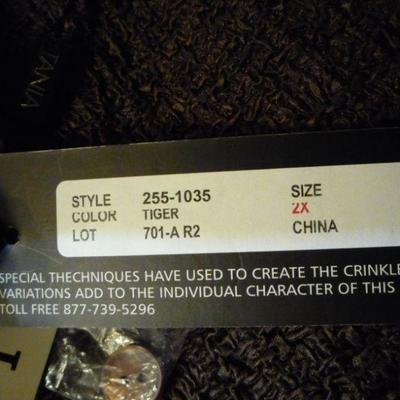 TANIA
STYLE 255-1035 SIZE
COLOR TIGER 2X
LOT 701-A R2 CHINA
SPECIAL THECHNIQUES HAVE USED TO CREATE THE CRINKLE
VARIATIONS ADD TO THE INDIVIDUAL CHARACTER OF THIS
TOLL FREE 877-739-5296